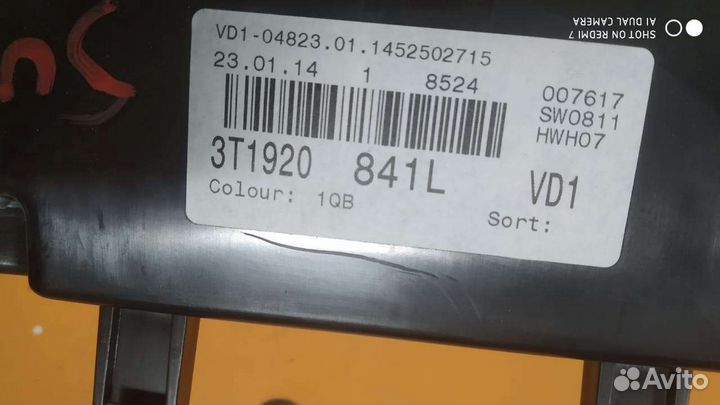 VD1-04823.01.1452502715
23.01.14 1 8524
007617
SW0811
HWH07
3T1920 841L VD1
Colour: 1QB
Sort:
SHOT ON REDMI 7
AI DUAL CAMERA
Avito